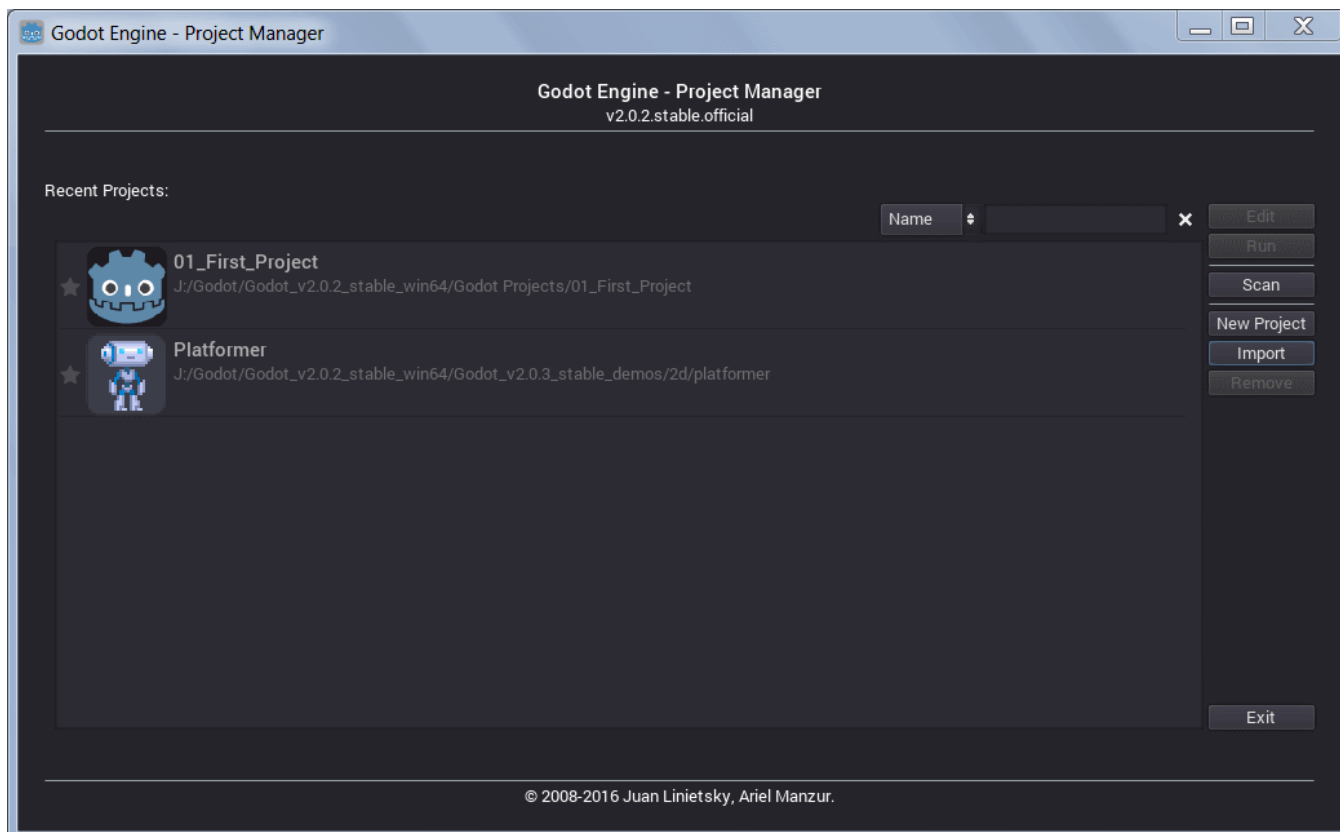 Godot Engine - Project Manager
Godot Engine - Project Manager
v2.0.2.stable.official
Recent Projects:
Name
Edit
Run
Scan
New Project
Import
Remove
01_First_Project
J:/Godot/Godot_v2.0.2_stable_win64/Godot Projects/01_First_Project
Platformer
J:/Godot/Godot_v2.0.2_stable_win64/Godot_v2.0.3_stable_demos/2d/platformer
Exit
© 2008-2016 Juan Linietsky, Ariel Manzur.